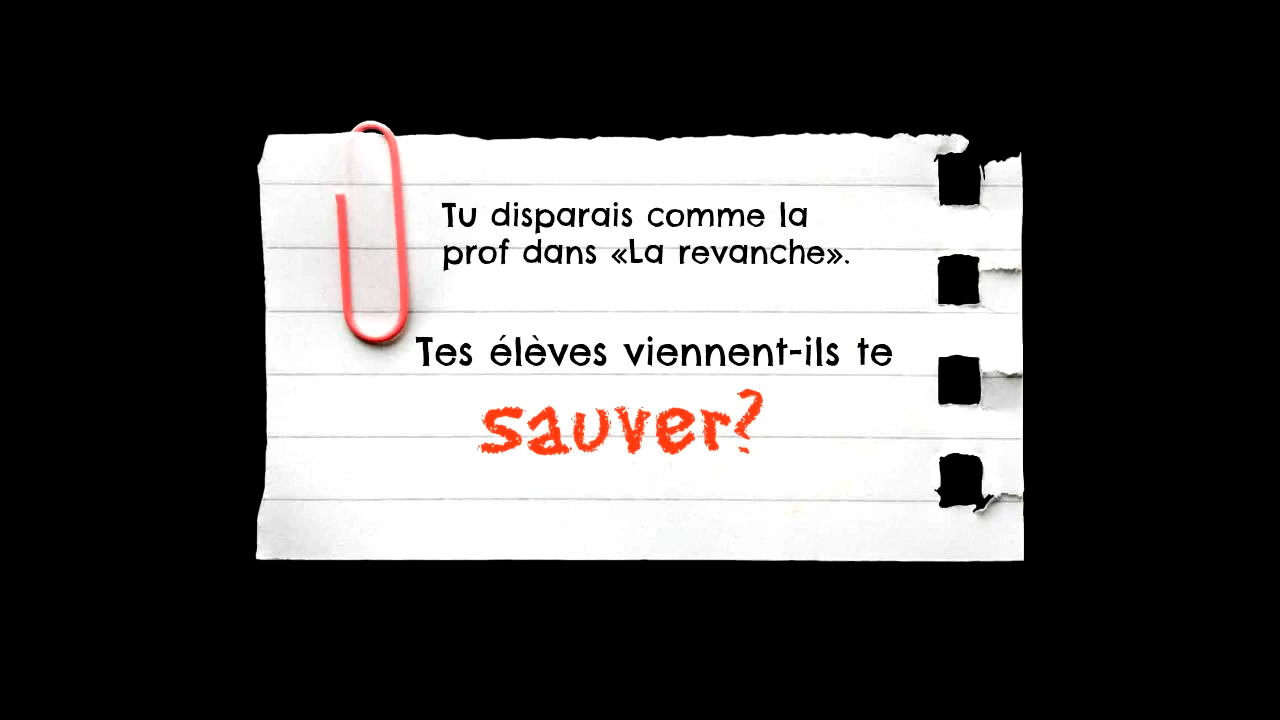 Tu disparais comme la
prof dans «La revanche».
Tes élèves viennent-ils te
sauver?